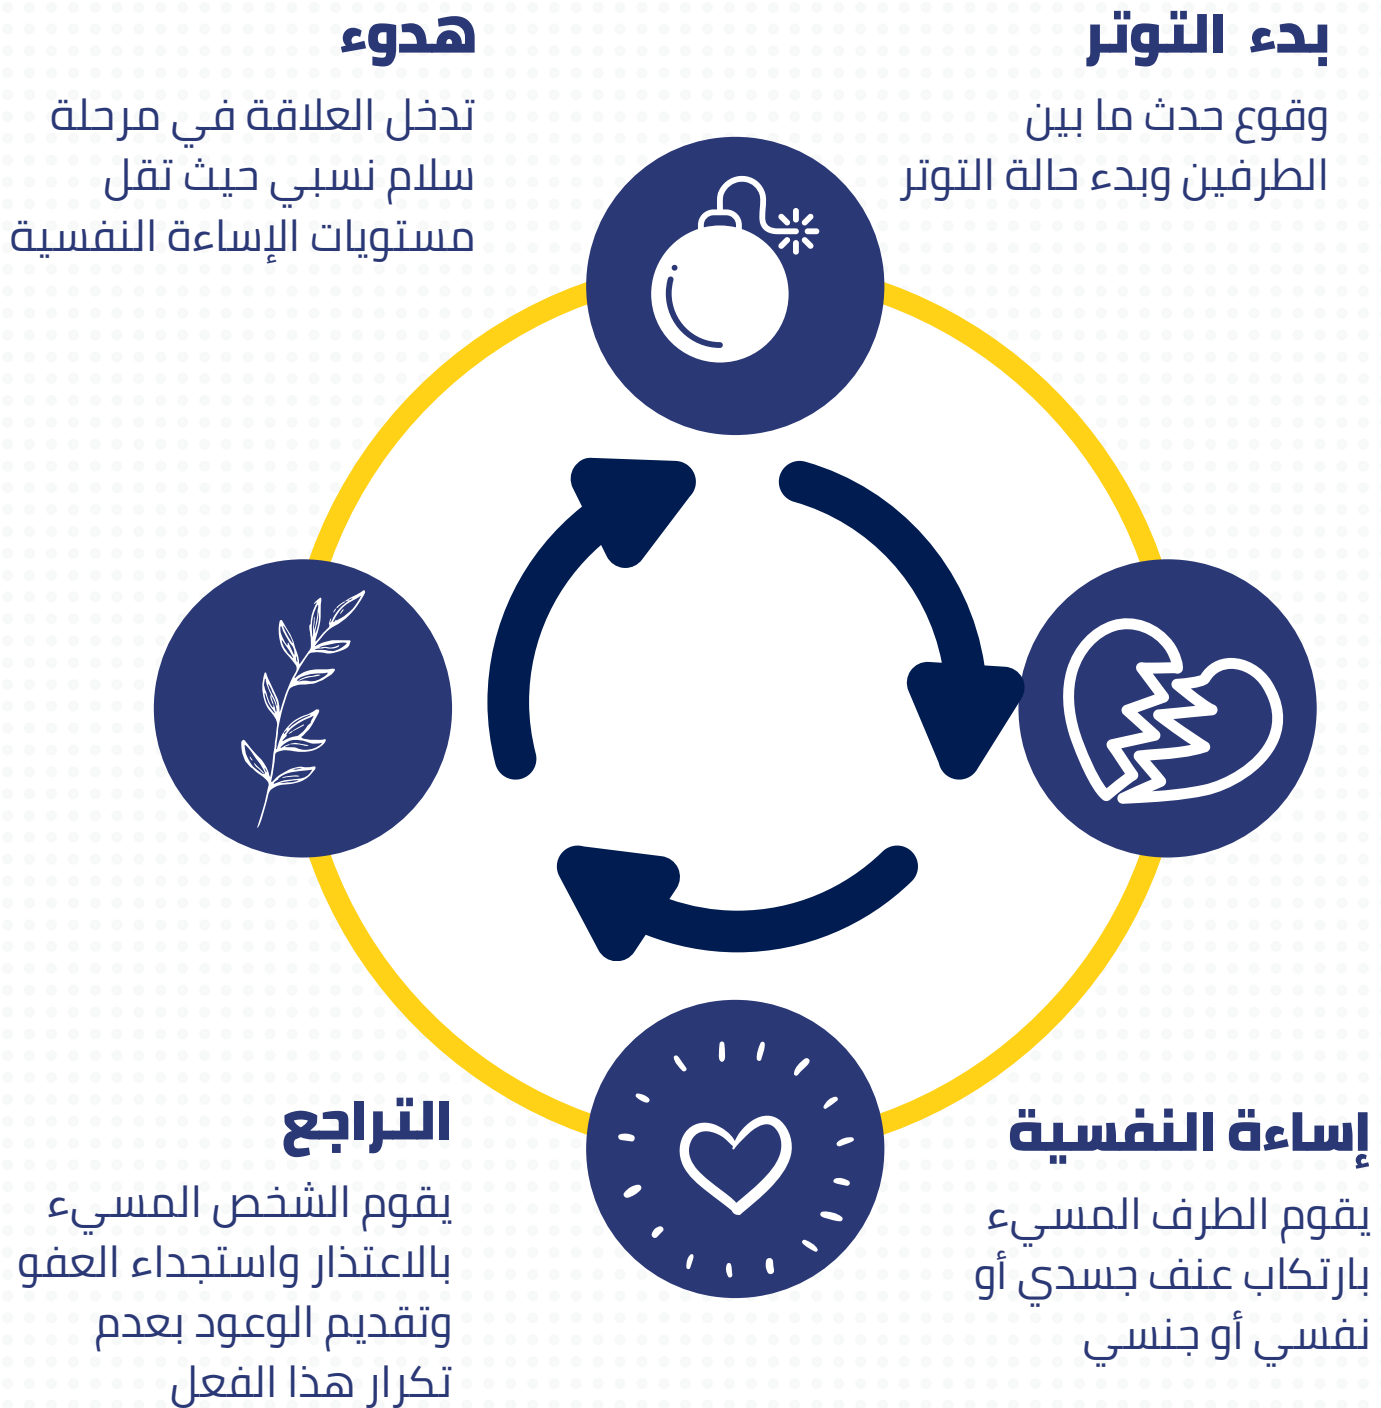 بدء التوتر
وقوع حدث ما بين
الطرفين وبدء حالة التوتر
هدوء
تدخل العلاقة في مرحلة
سلام نسبي حيث تقل
مستويات الإساءة النفسية
إساءة النفسية
يقوم الطرف المسيء
بارتكاب عنف جسدي أو
نفسي أو جنسي
التراجع
يقوم الشخص المسيء
بالاعتذار واستجداء العفو
وتقديم الوعود بعدم
تكرار هذا الفعل